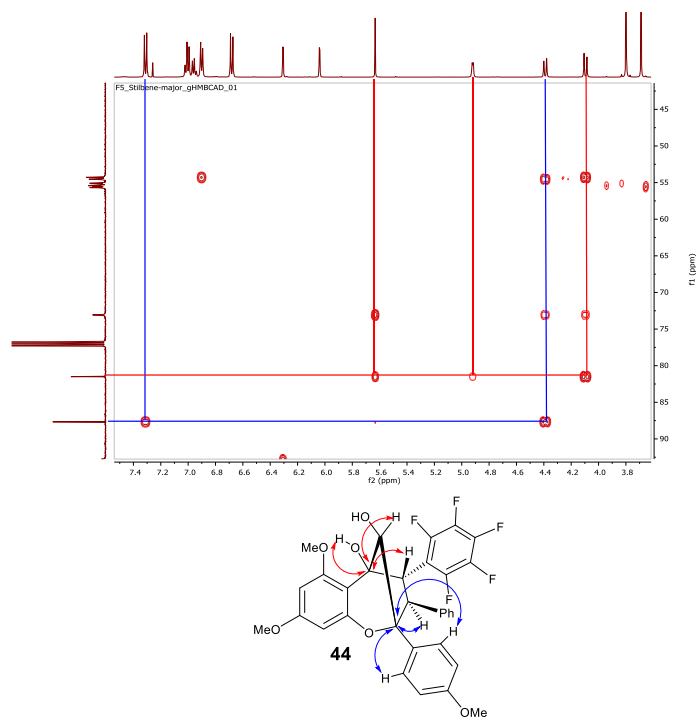 F5_Stilbene-major_gHMBCAD_01
45
50
55
60
65
70
75
80
85
90
f1 (ppm)
7.4 7.2 7.0 6.8 6.6 6.4 6.2 6.0 5.8 5.6 5.4 5.2 5.0 4.8 4.6 4.4 4.2 4.0 3.8
f2 (ppm)
HO H F
H F F
MeO O H
F
F
Ph
MeO O H H
44
H
OMe